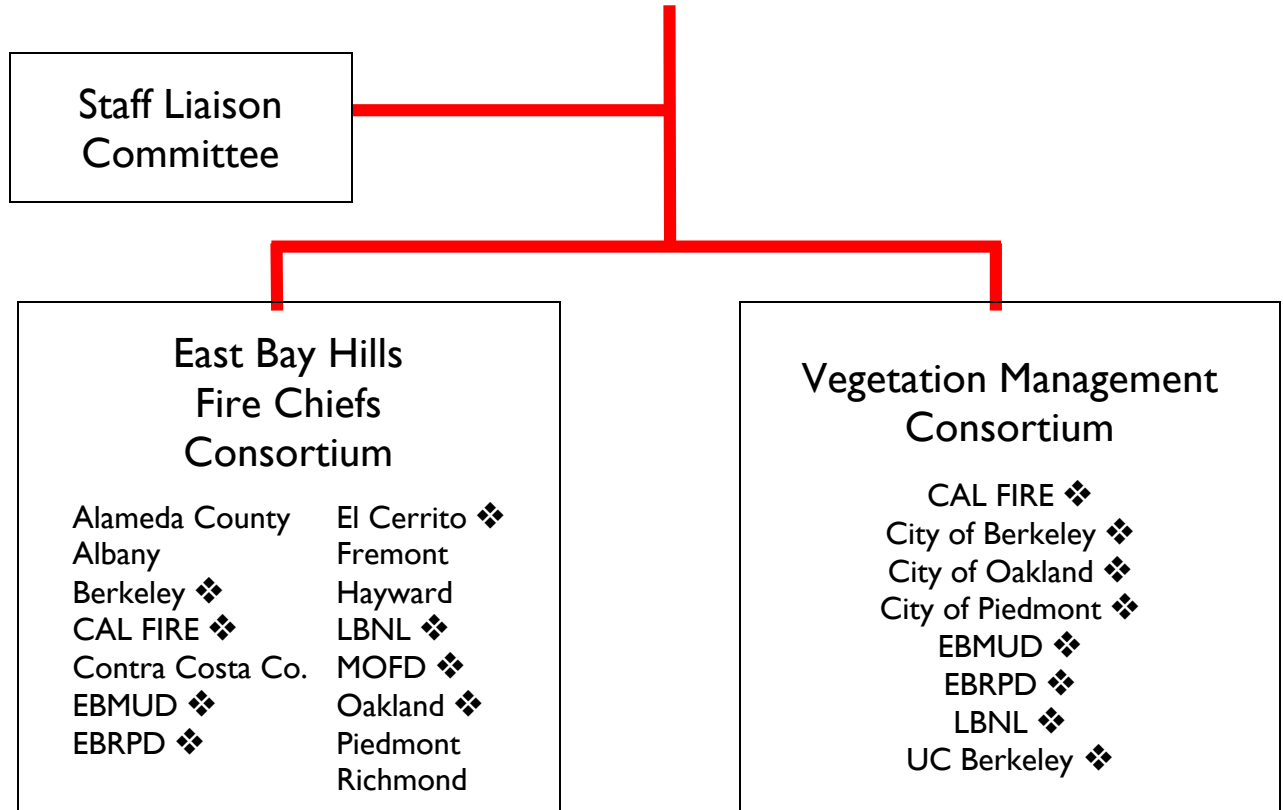 Staff Liaison
Committee
East Bay Hills
Fire Chiefs
Consortium
Alameda County
Albany
Berkeley ❖
CAL FIRE ❖
Contra Costa Co.
EBMUD ❖
EBRPD ❖
El Cerrito ❖
Fremont
Hayward
LBNL ❖
MOFD ❖
Oakland ❖
Piedmont
Richmond
Vegetation Management
Consortium
CAL FIRE ❖
City of Berkeley ❖
City of Oakland ❖
City of Piedmont ❖
EBMUD ❖
EBRPD ❖
LBNL ❖
UC Berkeley ❖